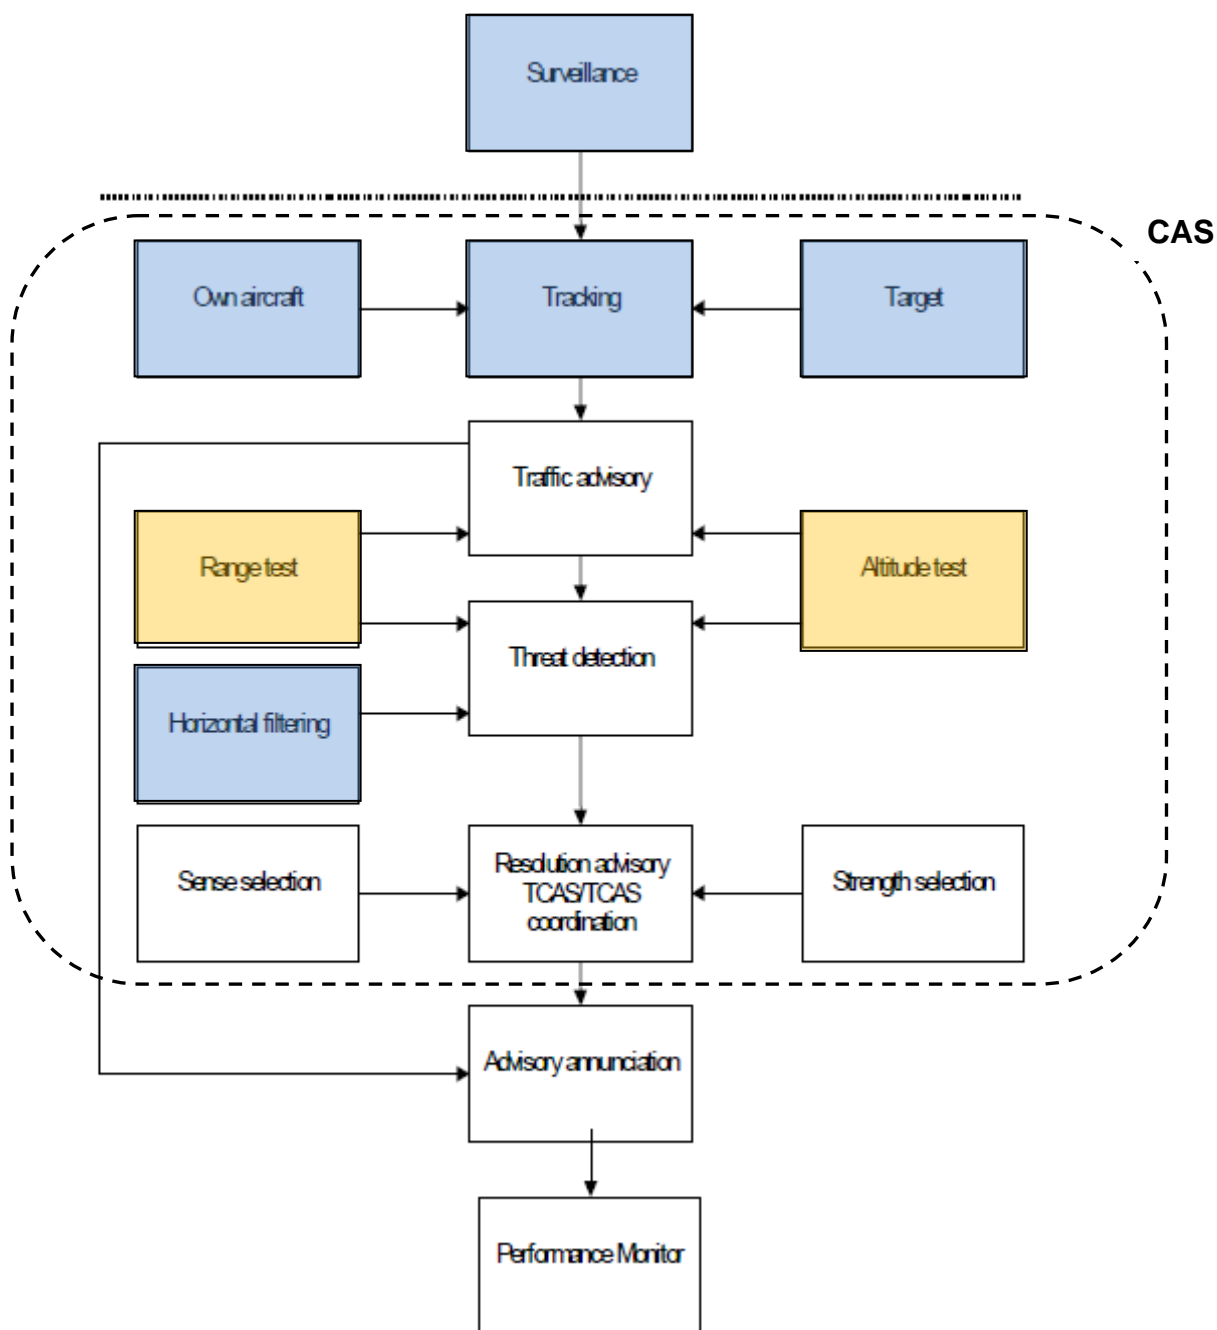 Surveillance
CAS
Own aircraft
Tracking
Target
Traffic advisory
Range test
Altitude test
Threat detection
Horizontal filtering
Sense selection
Resolution advisory
TCAS/TCAS
coordination
Strength selection
Advisory annunciation
Performance Monitor